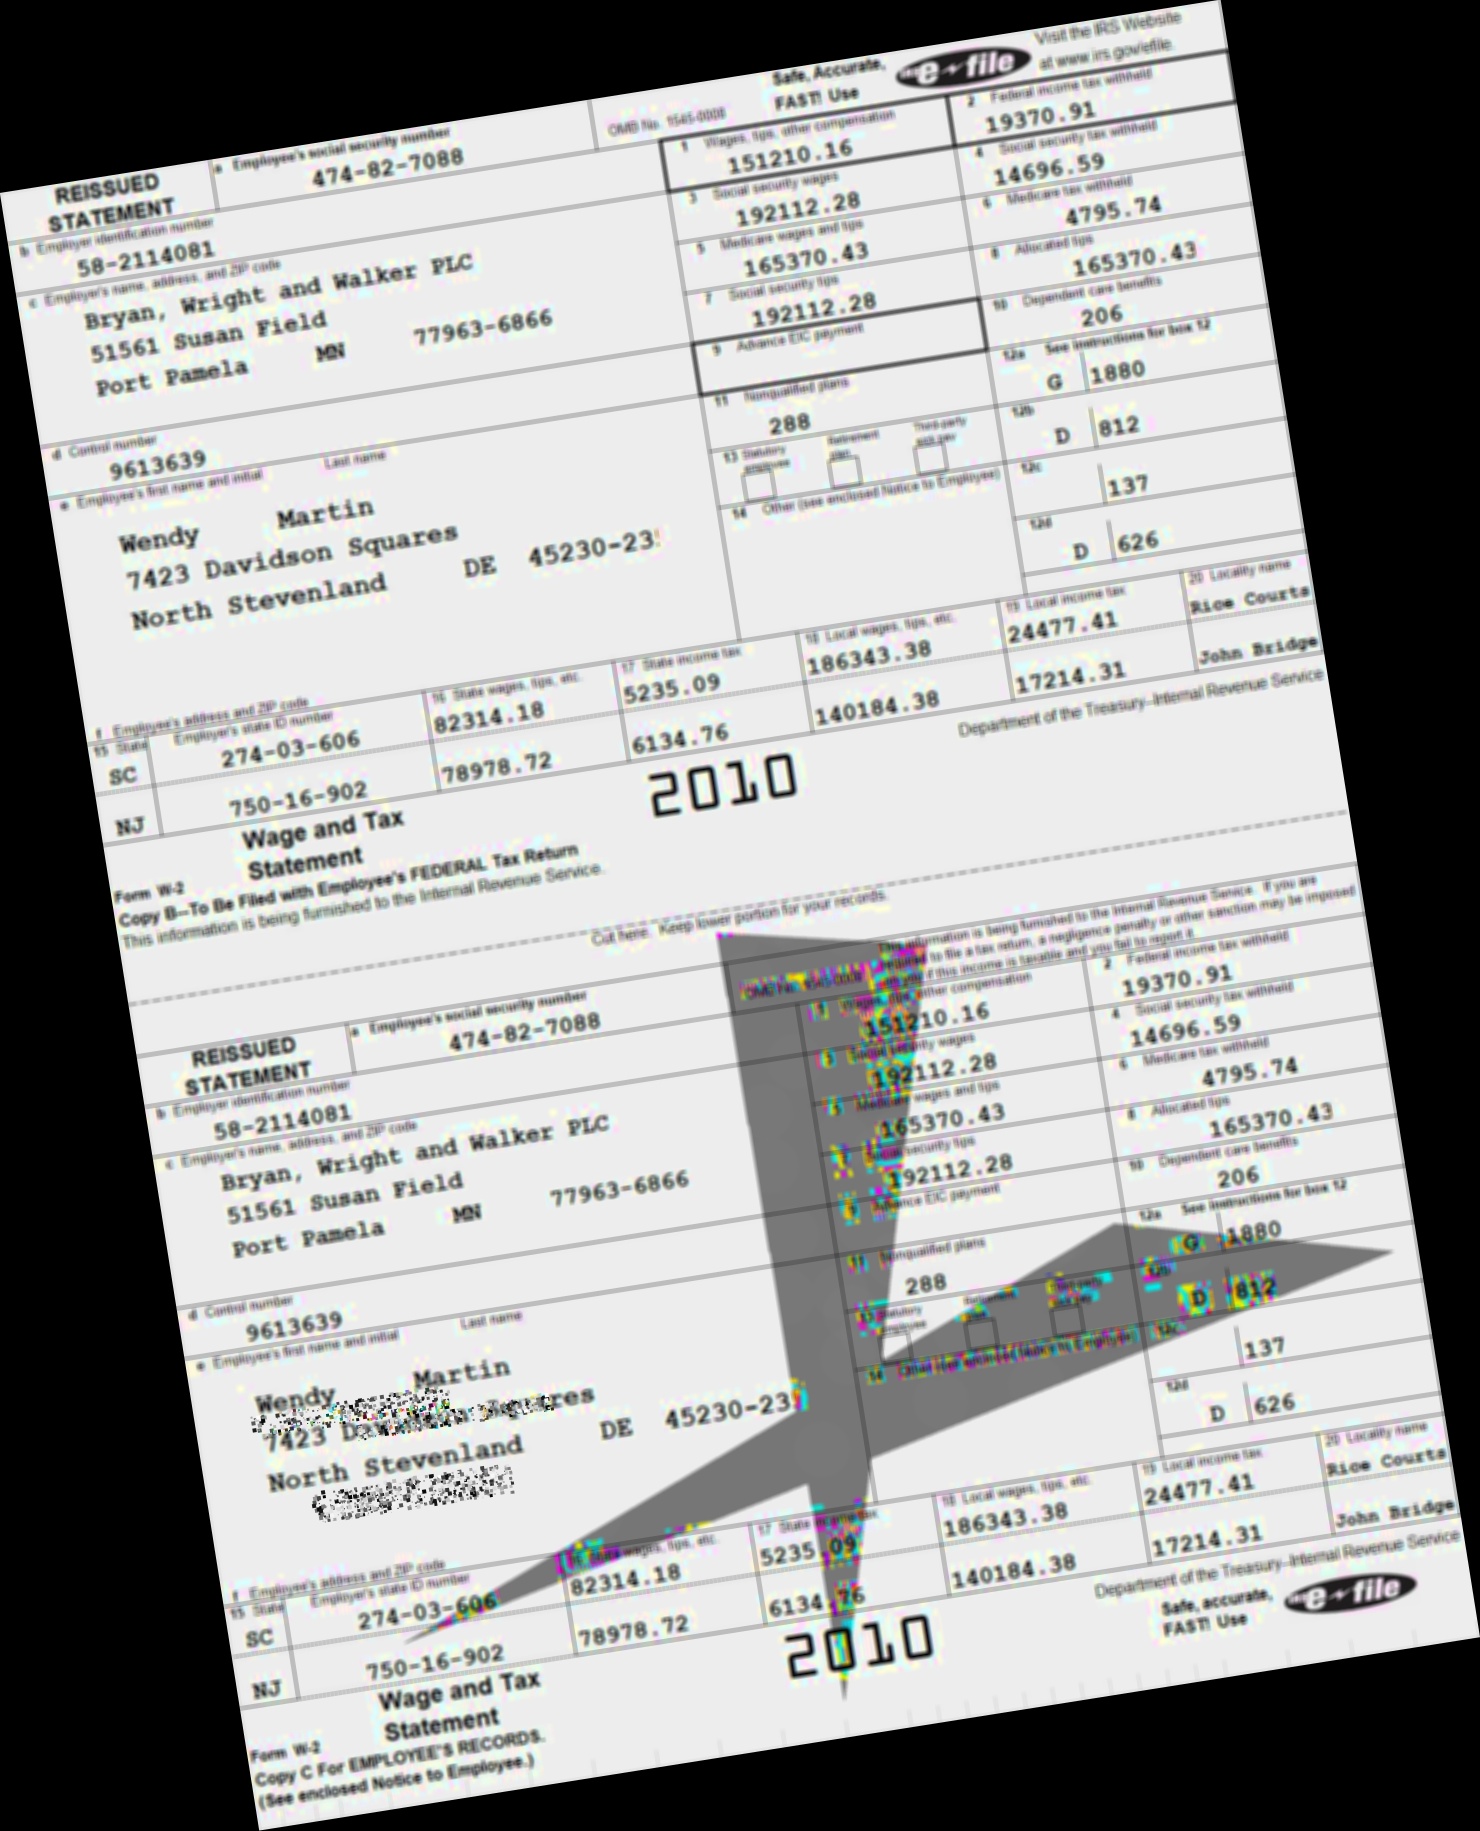 Safe, Accurate, FAST! Use IRS e-file Visit the IRS Website at www.irs.gov/efile.
REISSUED STATEMENT
a Employee's social security number
474-82-7088
OMB No. 1545-0008
1 Wages, tips, other compensation
151210.16
2 Federal income tax withheld
19370.91
3 Social security wages
192112.28
4 Social security tax withheld
14696.59
b Employer identification number
58-2114081
5 Medicare wages and tips
165370.43
6 Medicare tax withheld
4795.74
c Employer's name, address, and ZIP code
Bryan, Wright and Walker PLC
51561 Susan Field
Port Pamela MN 77963-6866
7 Social security tips
192112.28
8 Allocated tips
165370.43
9 Advance EIC payment
10 Dependent care benefits
206
11 Nonqualified plans
288
12a See instructions for box 12
G 1880
12b
D 812
12c
137
12d
D 626
13 Statutory employee Retirement plan Third-party sick pay
14 Other (see enclosed Notice to Employee)
d Control number
9613639
e Employee's first name and initial Last name
Wendy Martin
7423 Davidson Squares
North Stevenland DE
f Employee's address and ZIP code
15 State Employer's state ID number 16 State wages, tips, etc. 17 State income tax 18 Local wages, tips, etc. 19 Local income tax 20 Locality name
SC 274-03-606 82314.18 5235.09 186343.38 24477.41 Rice Courts
NJ 750-16-902 78978.72 6134.76 140184.38 17214.31 John Bridge
Form W-2 Wage and Tax Statement 2010
Department of the Treasury–Internal Revenue Service
Copy B–To Be Filed with Employee's FEDERAL Tax Return
This information is being furnished to the Internal Revenue Service.
Cut here. Keep lower portion for your records.
This information is being furnished to the Internal Revenue Service. If you are
required to file a tax return, a negligence penalty or other sanction may be imposed
on you if this income is taxable and you fail to report it.
REISSUED STATEMENT
a Employee's social security number
474-82-7088
OMB No. 1545-0008
1 Wages, tips, other compensation
151210.16
2 Federal income tax withheld
19370.91
3 Social security wages
192112.28
4 Social security tax withheld
14696.59
b Employer identification number
58-2114081
5 Medicare wages and tips
165370.43
6 Medicare tax withheld
4795.74
c Employer's name, address, and ZIP code
Bryan, Wright and Walker PLC
51561 Susan Field
Port Pamela MN 77963-6866
7 Social security tips
192112.28
8 Allocated tips
165370.43
9 Advance EIC payment
10 Dependent care benefits
206
11 Nonqualified plans
288
12a See instructions for box 12
G 1880
12b
D 812
12c
137
12d
D 626
13 Statutory employee Retirement plan Third-party sick pay
14 Other (see enclosed Notice to Employee)
d Control number
9613639
e Employee's first name and initial Last name
Wendy Martin
7423 Davidson Squares
North Stevenland DE
f Employee's address and ZIP code
15 State Employer's state ID number 16 State wages, tips, etc. 17 State income tax 18 Local wages, tips, etc. 19 Local income tax 20 Locality name
SC 274-03-606 82314.18 5235.09 186343.38 24477.41 Rice Courts
NJ 750-16-902 78978.72 6134.76 140184.38 17214.31 John Bridge
Form W-2 Wage and Tax Statement 2010
Department of the Treasury–Internal Revenue Service
Safe, accurate, FAST! Use IRS e-file
Copy C For EMPLOYEE'S RECORDS.
(See enclosed Notice to Employee.)